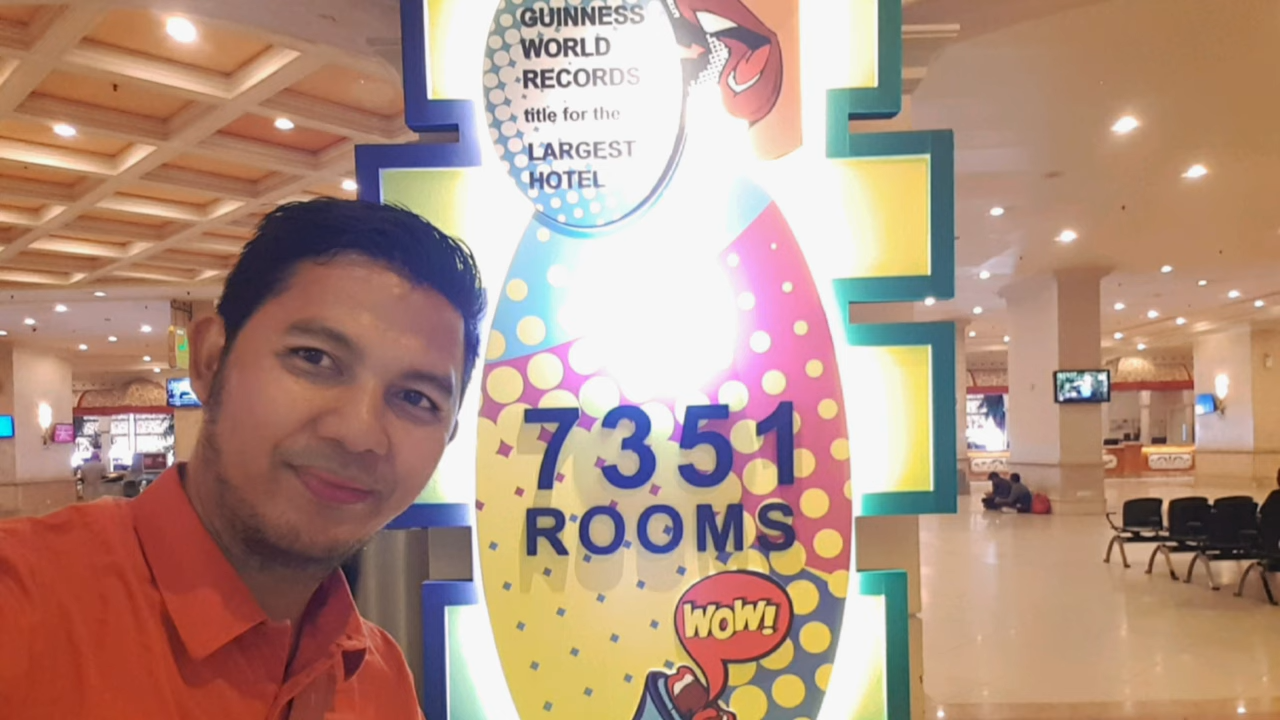 GUINNESS
WORLD
RECORDS
title for the
LARGEST
HOTEL
7351
ROOMS
WOW!